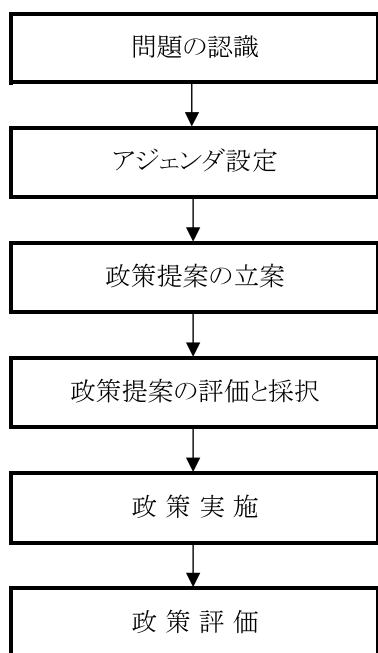 問題の認識
アジェンダ設定
政策提案の立案
政策提案の評価と採択
政 策 実 施
政 策 評 価